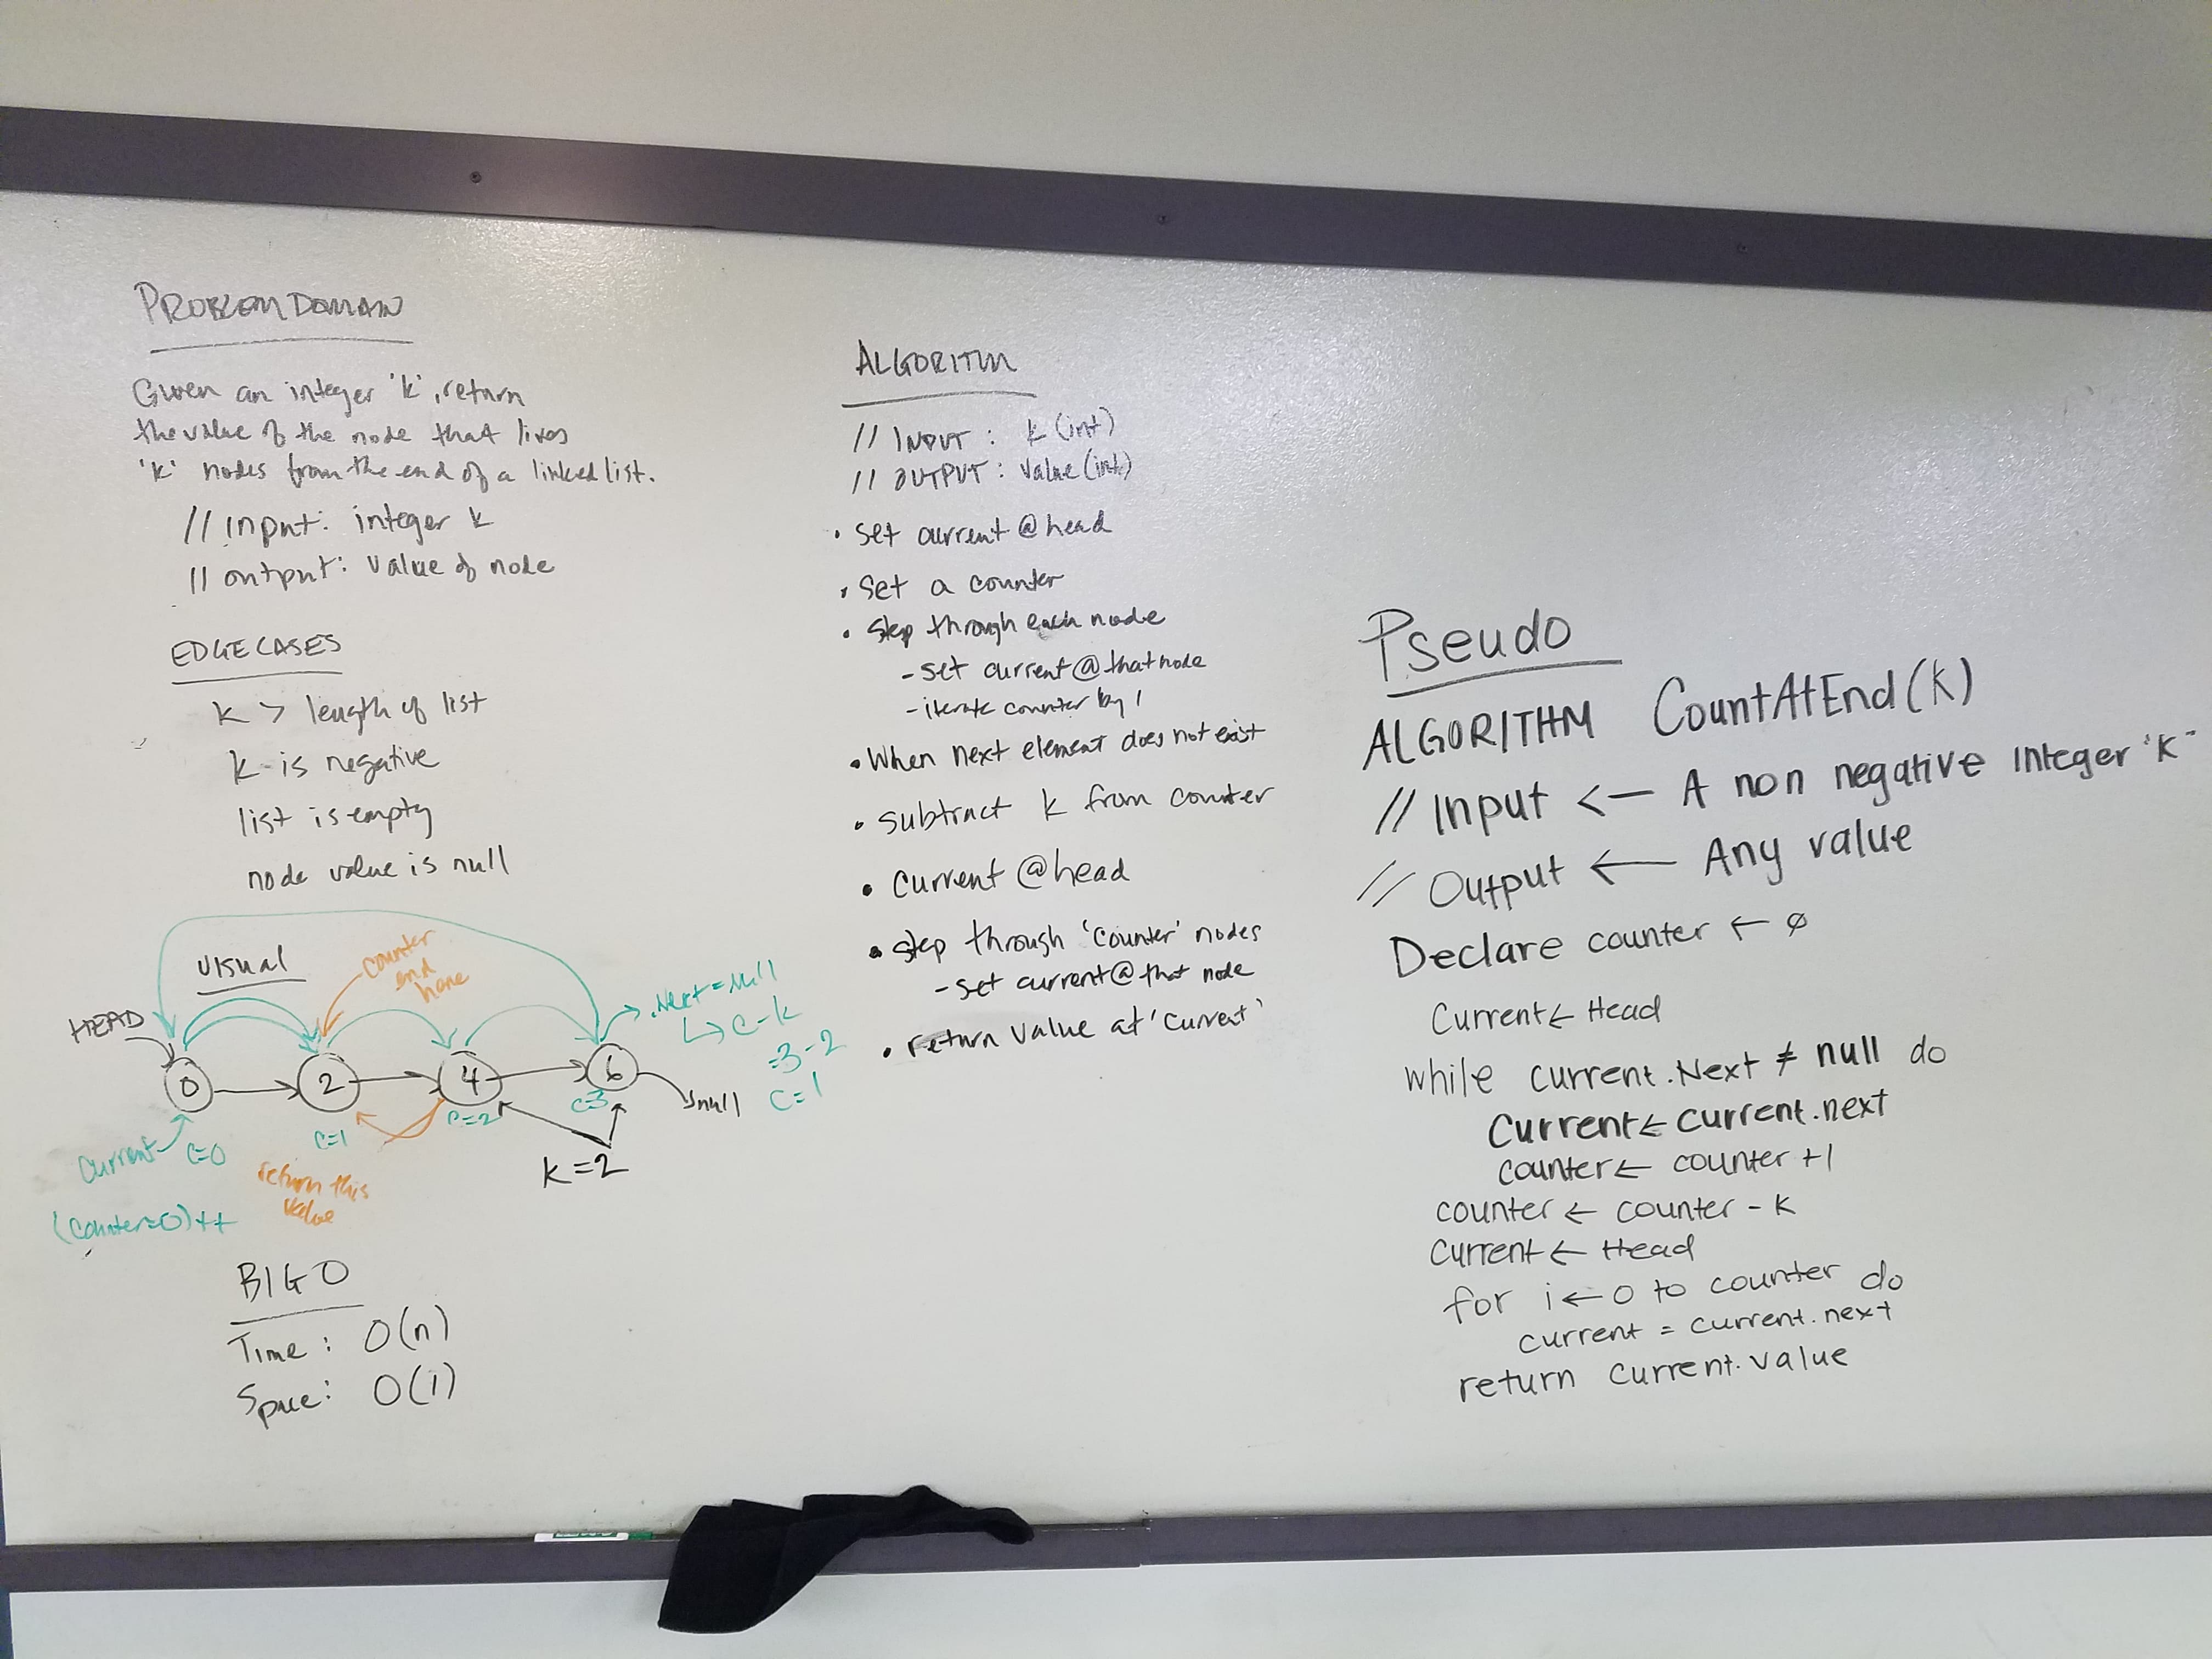 PROBLEM DOMAIN
Given an integer 'k', return
the value of the node that lives
'k' nodes from the end of a linked list.
// input: integer k
// output: value of node
EDGE CASES
k > length of list
k is negative
list is empty
node value is null
VISUAL
counter
end
here
HEAD
.Next = Null
↳ c - k
= 3 - 2
C = 1
0 → 2 → 4 → 6
null
Current
C=0
C=1
C=2
C=3
k = 2
return this
value
(counter=0)++
BIG O
Time: O(n)
Space: O(1)
ALGORITM
// INPUT : k (int)
// OUTPUT : value (int)
• set current @ head
• set a counter
• step through each node
- set current @ that node
- iterate counter by 1
• When next element does not exist
• subtract k from counter
• Current @ head
• step through 'counter' nodes
- set current @ that node
• return value at 'current'
Pseudo
ALGORITHM CountAtEnd(k)
// Input <— A non negative integer 'k'
// Output <— Any value
Declare counter ← ∅
Current ← Head
while current.Next ≠ null do
Current ← current.next
counter ← counter + 1
counter ← counter - k
Current ← Head
for i ← 0 to counter do
current = current.next
return current.value